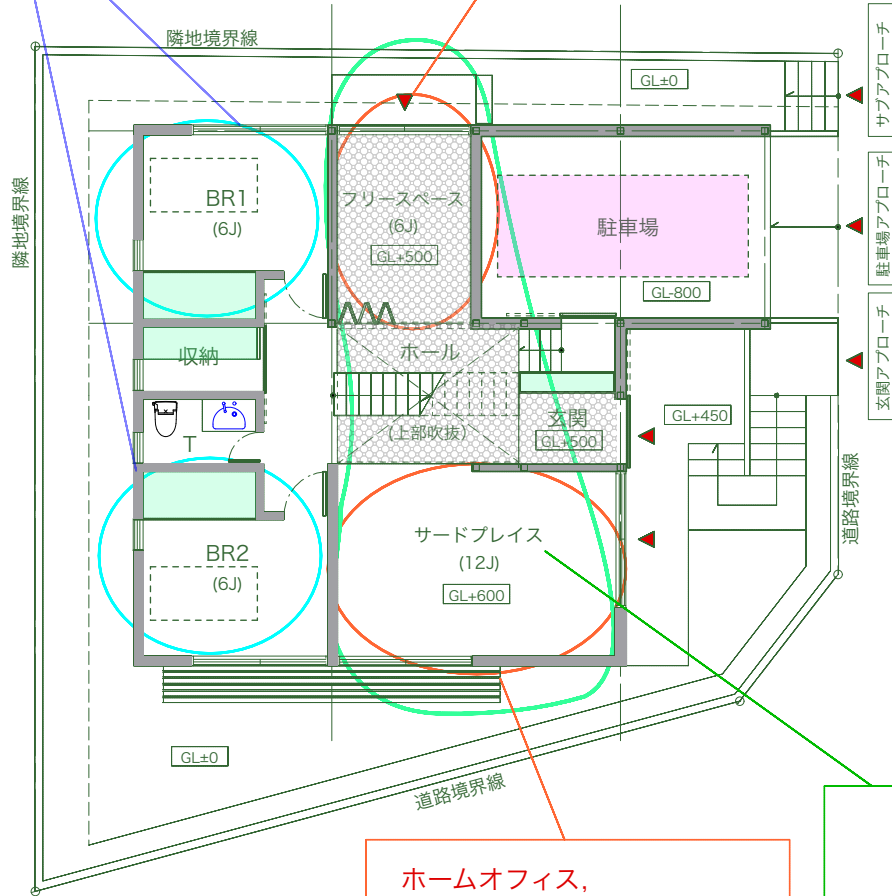 隣地境界線
GL±0
サブアプローチ
隣地境界線
BR1
(6J)
フリースペース
(6J)
GL+500
駐車場
GL-800
駐車場アプローチ
収納
ホール
玄関アプローチ
(上部吹抜)
玄関
GL+500
GL+450
T
道路境界線
サードプレイス
(12J)
GL+600
BR2
(6J)
GL±0
道路境界線
ホームオフィス,